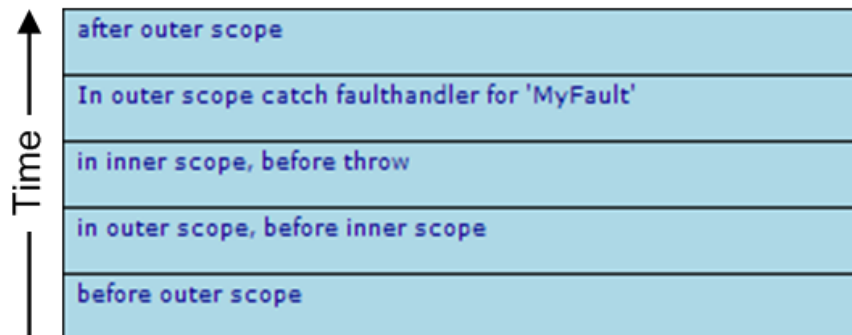 Time
after outer scope
In outer scope catch faulthandler for 'MyFault'
in inner scope, before throw
in outer scope, before inner scope
before outer scope